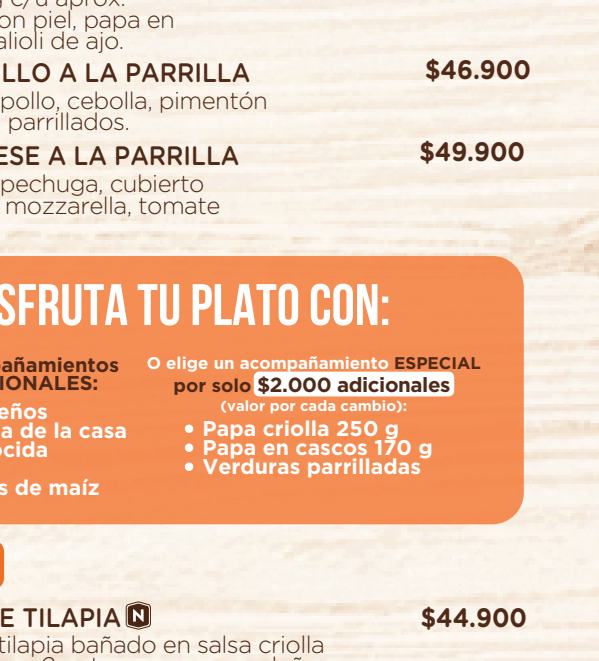 g c/u aprox.
on piel, papa en
alioli de ajo.
LLO A LA PARRILLA $46.900
pollo, cebolla, pimentón
parrillados.
ESE A LA PARRILLA $49.900
pechuga, cubierto
mozzarella, tomate
SFRUTA TU PLATO CON:
añamientos
IONALES:
eños
a de la casa
ocida
s de maíz
O elige un acompañamiento ESPECIAL
por solo $2.000 adicionales
(valor por cada cambio):
• Papa criolla 250 g
• Papa en cascos 170 g
• Verduras parrilladas
E TILAPIA N $44.900
tilapia bañado en salsa criolla